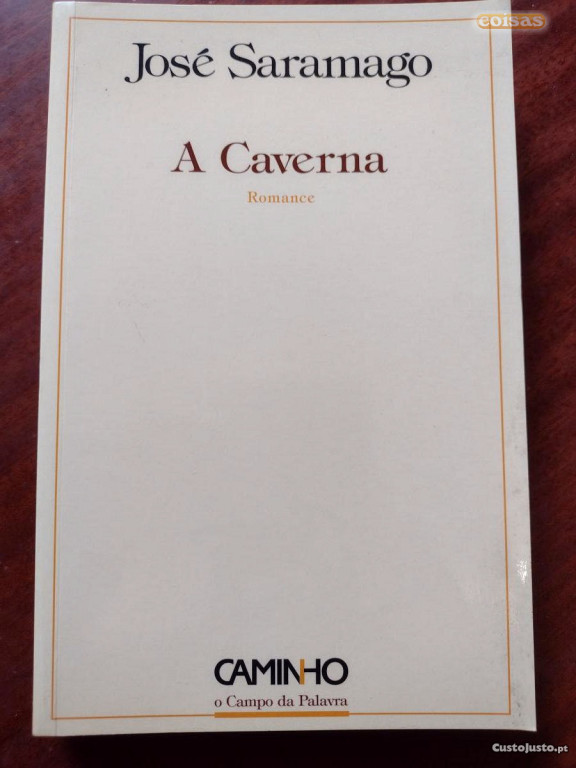 coisas
José Saramago
A Caverna
Romance
CAMINHO
o Campo da Palavra
CustoJusto.pt